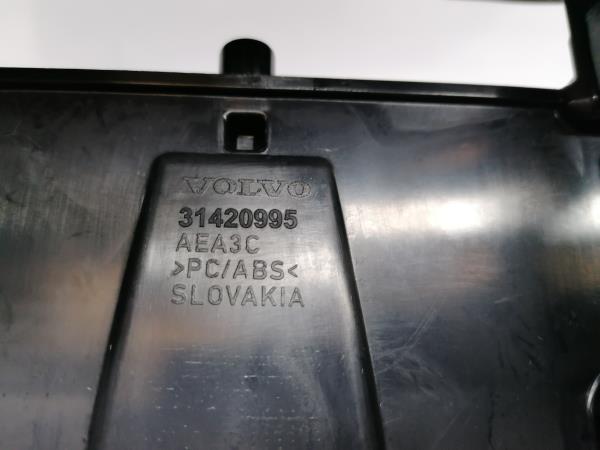 VOLVO
31420995
AEA3C
>PC/ABS<
SLOVAKIA